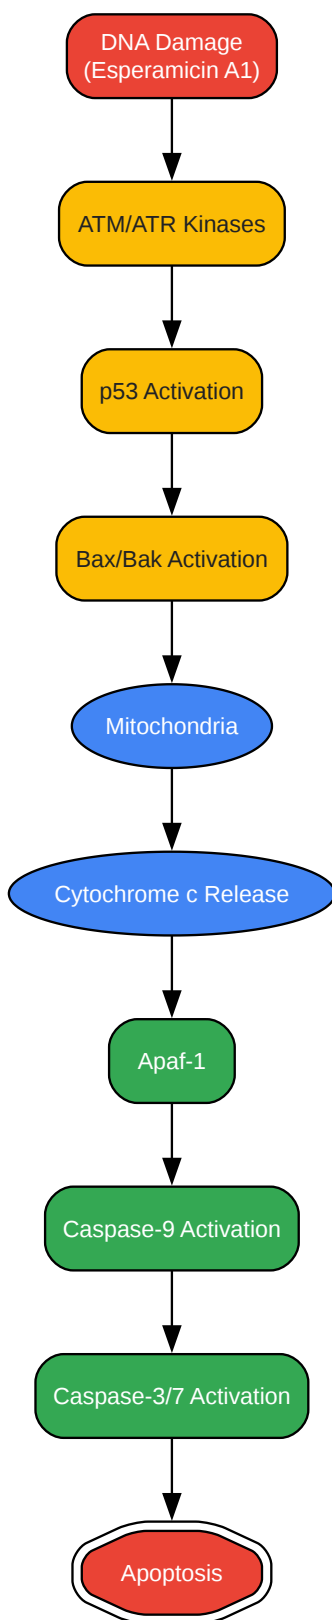 DNA Damage
(Esperamicin A1)
ATM/ATR Kinases
p53 Activation
Bax/Bak Activation
Mitochondria
Cytochrome c Release
Apaf-1
Caspase-9 Activation
Caspase-3/7 Activation
Apoptosis